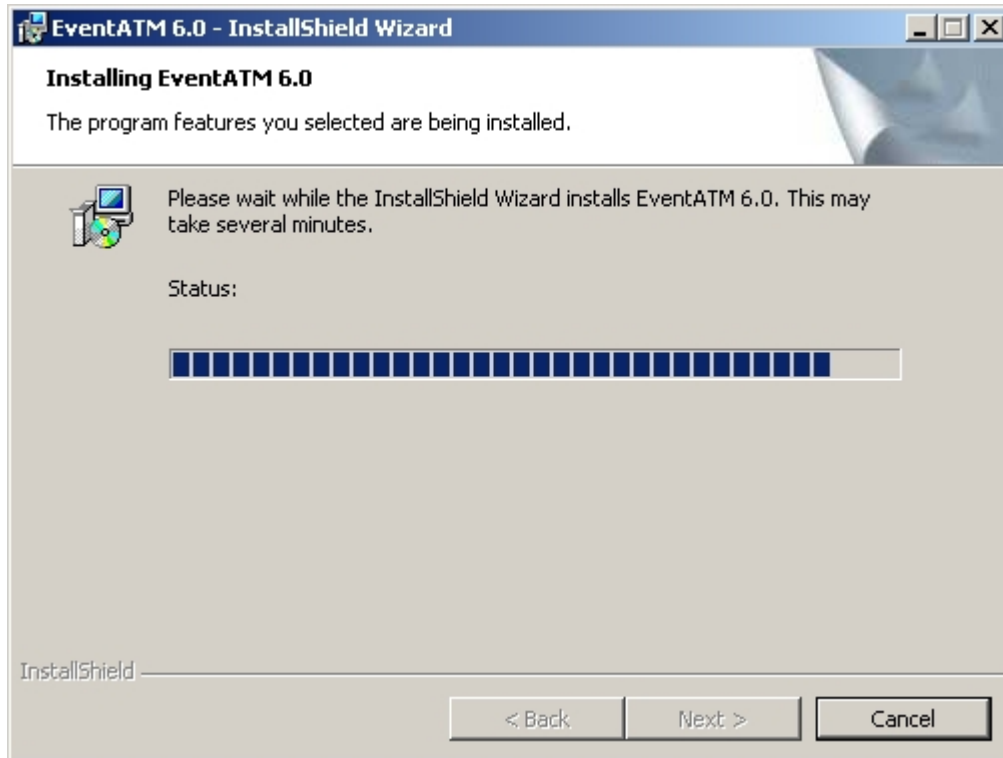 EventATM 6.0 - InstallShield Wizard
Installing EventATM 6.0
The program features you selected are being installed.
Please wait while the InstallShield Wizard installs EventATM 6.0. This may
take several minutes.
Status:
InstallShield
< Back
Next >
Cancel